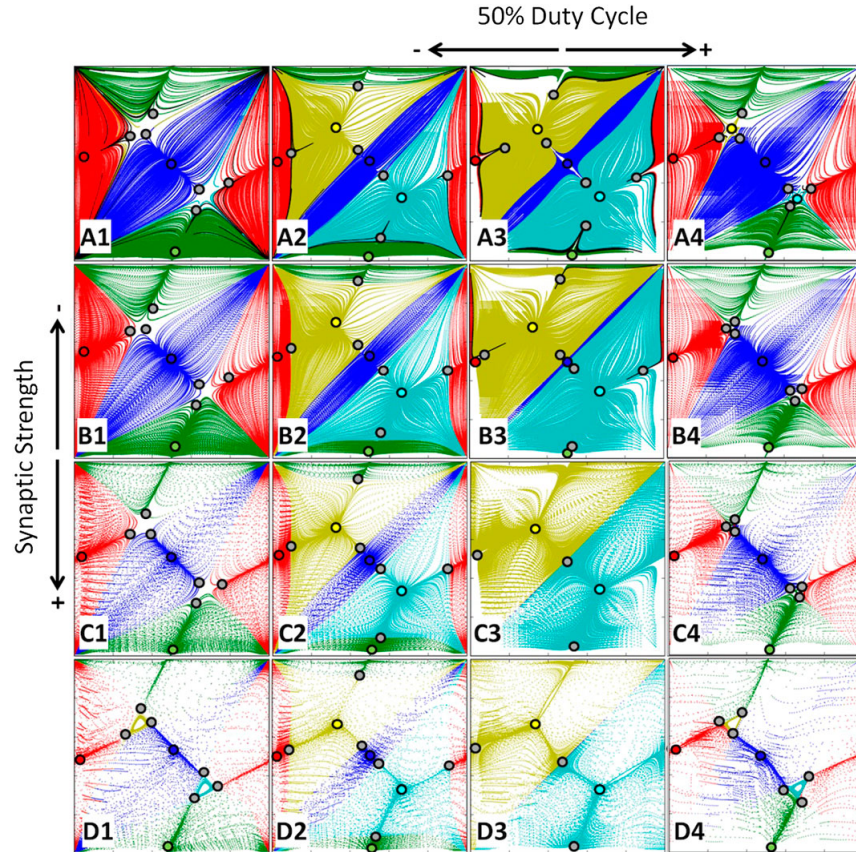 50% Duty Cycle
- +
A1 A2 A3 A4
-
Synaptic Strength
B1 B2 B3 B4
+
C1 C2 C3 C4
D1 D2 D3 D4